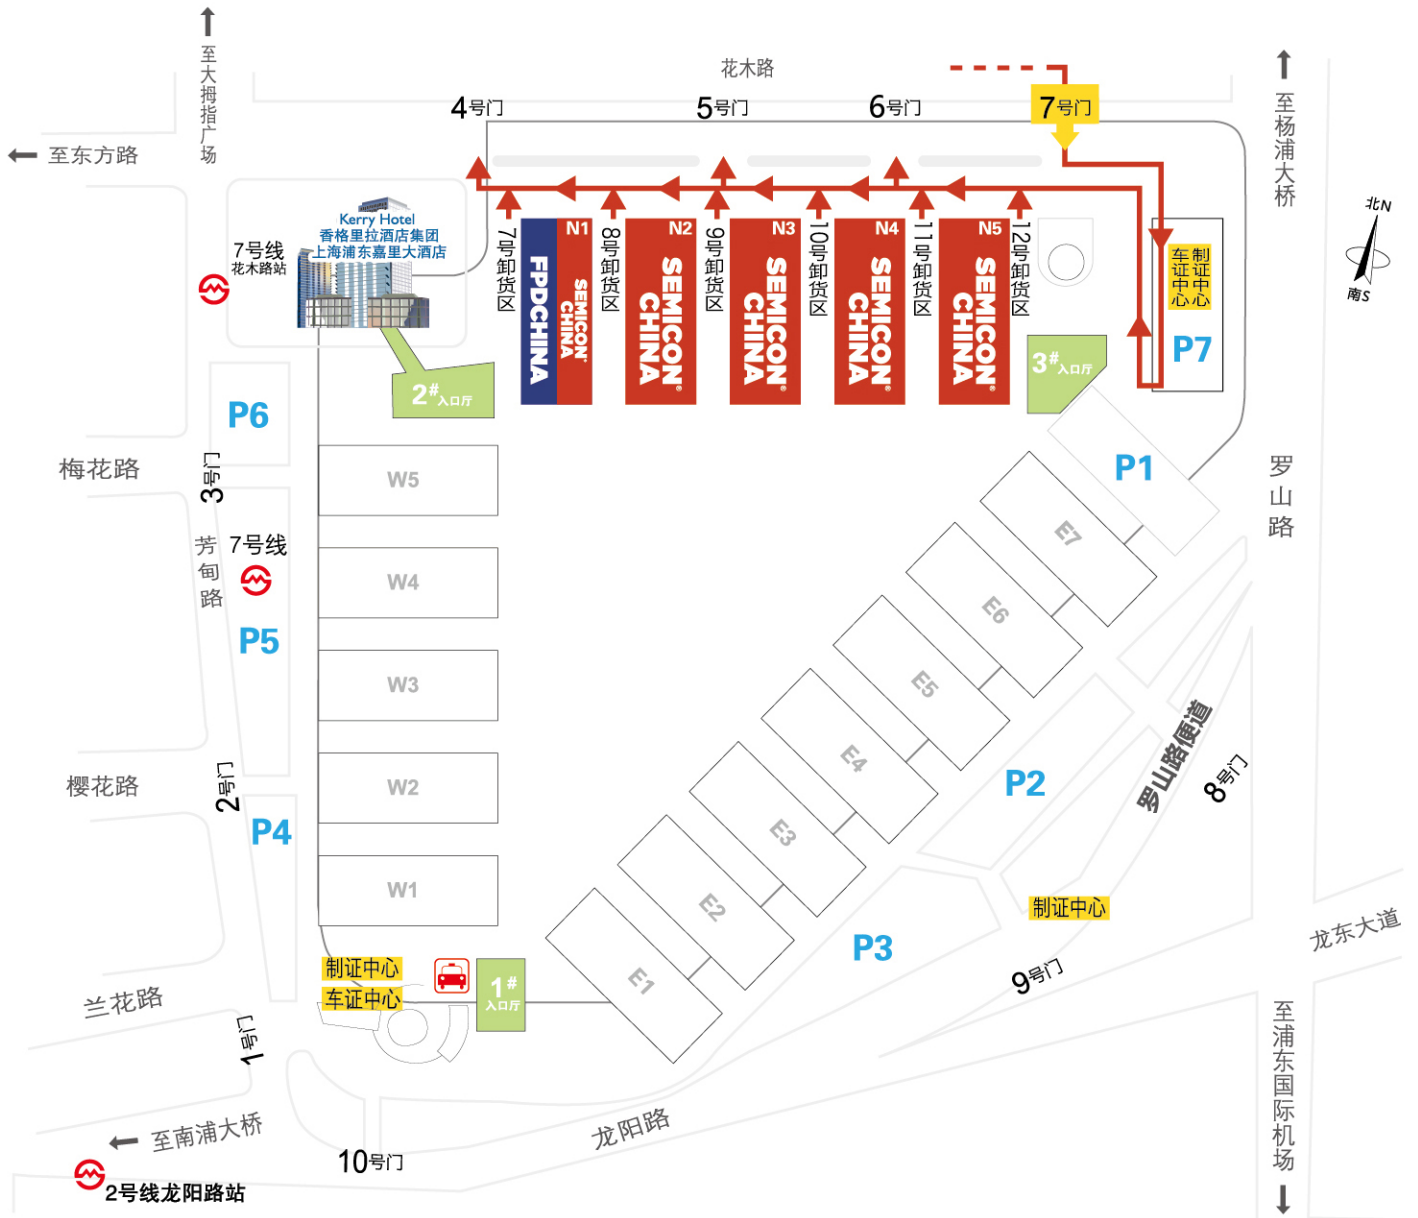 至大拇指广场
花木路
至杨浦大桥
4号门
5号门
6号门
7号门
至东方路
北N
南S
Kerry Hotel
香格里拉酒店集团
上海浦东嘉里大酒店
7号线
花木路站
7号卸货区
8号卸货区
9号卸货区
10号卸货区
11号卸货区
12号卸货区
N1
FPDCHINA
SEMICON
CHINA
N2
SEMICON®
CHINA
N3
SEMICON®
CHINA
N4
SEMICON®
CHINA
N5
SEMICON®
CHINA
制证中心
车证中心
P7
3#入口厅
2#入口厅
P6
P1
梅花路
3号门
W5
罗山路
芳甸路
7号线
E7
W4
E6
P5
W3
E5
樱花路
2号门
W2
E4
P2
罗山路便道
8号门
P4
E3
W1
E2
制证中心
龙东大道
P3
9号门
制证中心
车证中心
1#
入口厅
E1
兰花路
1号门
至浦东国际机场
至南浦大桥
龙阳路
10号门
2号线龙阳路站